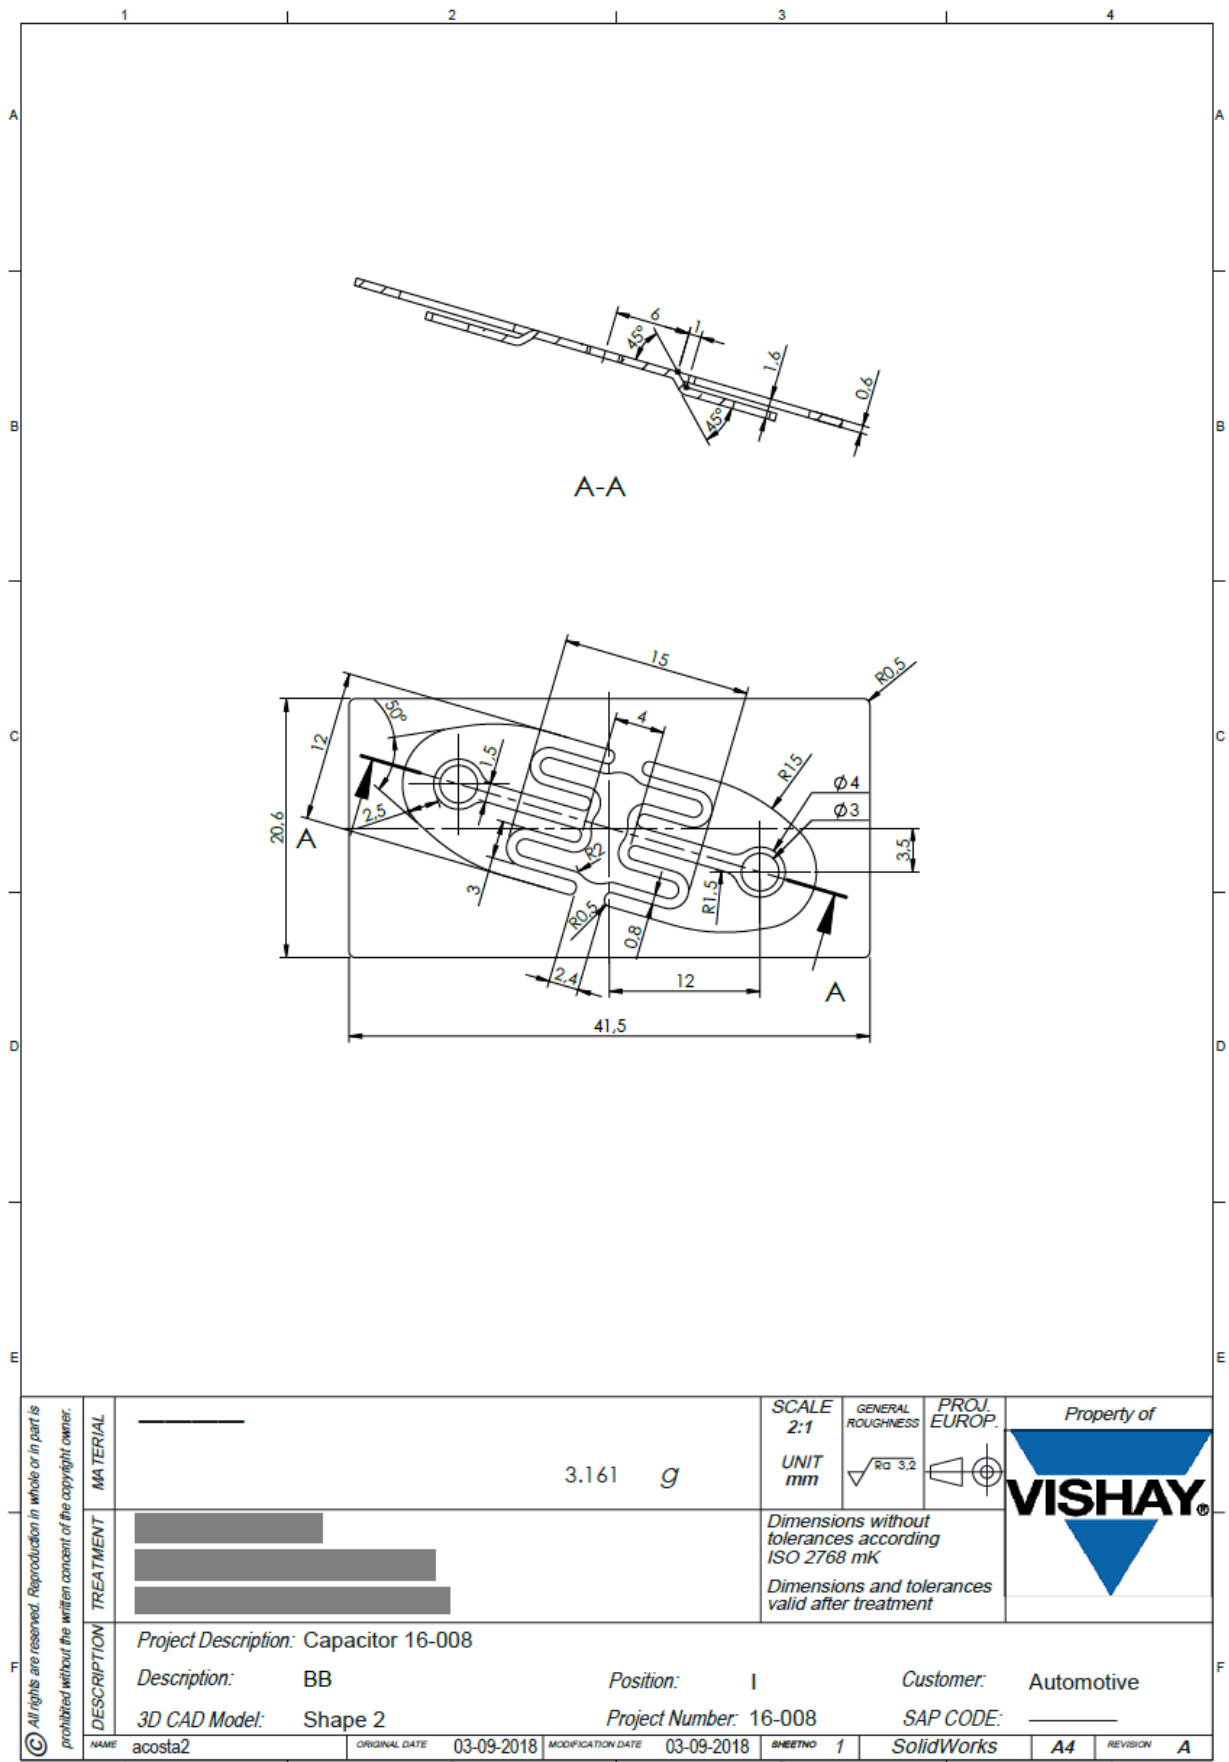 1 2 3 4
A A
B B
C C
D D
E E
F F
6
1
45°
1,6
0,6
45°
A-A
15
R0,5
50°
4
12
1,5
R15
Ø4
Ø3
2,5
20,6
A
R2
3,5
3
R1,5
R0,5
0,8
2,4
12
A
41,5
© All rights are reserved. Reproduction in whole or in part is
prohibited without the written concent of the copyright owner.
MATERIAL
3.161 g
SCALE
2:1
UNIT
mm
GENERAL
ROUGHNESS
Ra 3,2
PROJ.
EUROP.
Property of
VISHAY®
TREATMENT
Dimensions without
tolerances according
ISO 2768 mK
Dimensions and tolerances
valid after treatment
DESCRIPTION
Project Description: Capacitor 16-008
Description: BB Position: I Customer: Automotive
3D CAD Model: Shape 2 Project Number: 16-008 SAP CODE:
NAME acosta2 ORIGINAL DATE 03-09-2018 MODIFICATION DATE 03-09-2018 SHEETNO 1 SolidWorks A4 REVISION A